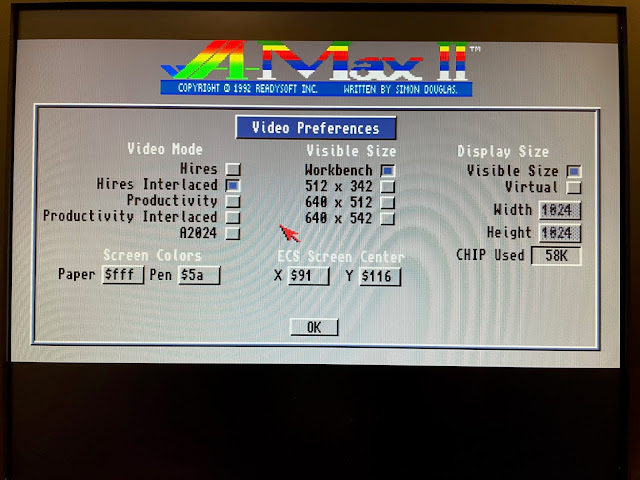 A-Max II™
COPYRIGHT © 1992 READYSOFT INC. WRITTEN BY SIMON DOUGLAS.
Video Preferences
Video Mode Visible Size Display Size
Hires Workbench Visible Size
Hires Interlaced 512 x 342 Virtual
Productivity 640 x 512 Width 1024
Productivity Interlaced 640 x 542 Height 1024
A2024 CHIP Used 58K
Screen Colors ECS Screen Center
Paper $fff Pen $5a X $91 Y $116
OK